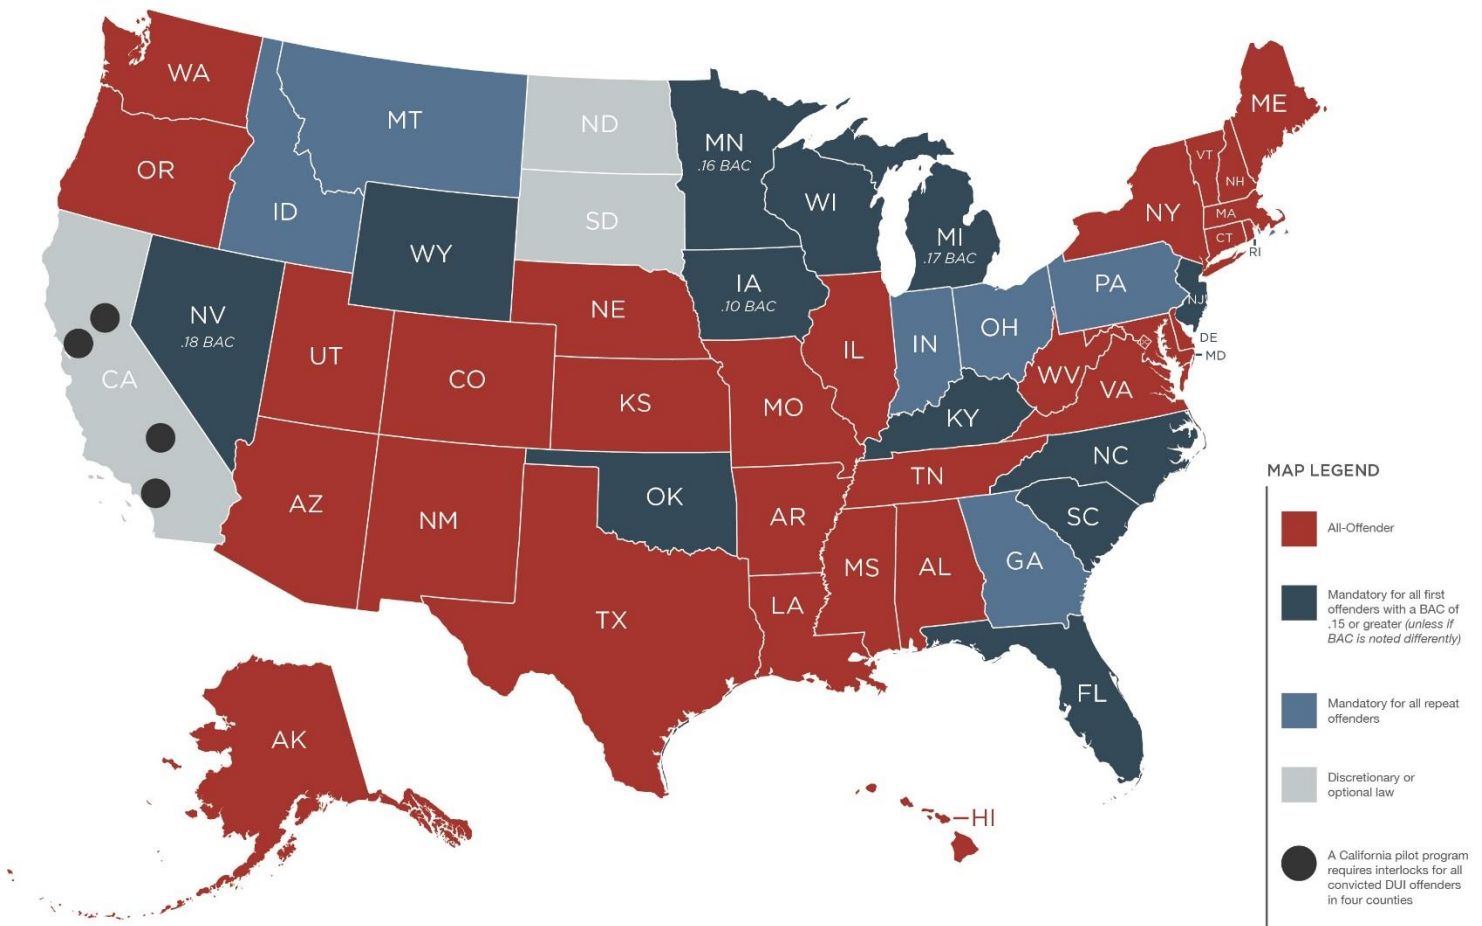 WA
MT
ND
MN
.16 BAC
ME
VT
NH
OR
ID
SD
WI
NY
MA
CT
RI
WY
MI
.17 BAC
IA
.10 BAC
PA
NJ
NV
.18 BAC
NE
OH
IN
IL
DE
MD
UT
CO
CA
KS
MO
WV
VA
KY
NC
TN
AZ
NM
OK
AR
SC
MS
AL
GA
LA
TX
FL
AK
HI
MAP LEGEND
All-Offender
Mandatory for all first
offenders with a BAC of
.15 or greater (unless if
BAC is noted differently)
Mandatory for all repeat
offenders
Discretionary or
optional law
A California pilot program
requires interlocks for all
convicted DUI offenders
in four counties